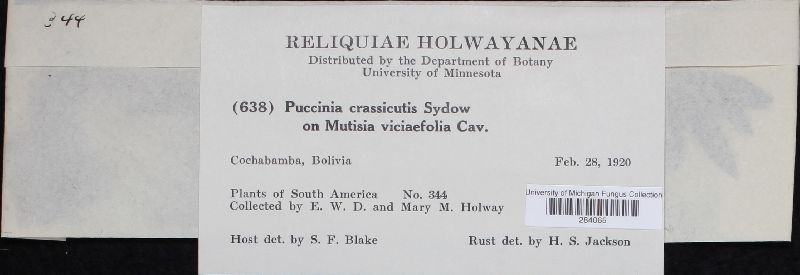 344
RELIQUIAE HOLWAYANAE
Distributed by the Department of Botany
University of Minnesota
(638) Puccinia crassicutis Sydow
on Mutisia viciaefolia Cav.
Cochabamba, Bolivia Feb. 28, 1920
Plants of South America No. 344
Collected by E. W. D. and Mary M. Holway
University of Michigan Fungus Collection
Host det. by S. F. Blake Rust det. by H. S. Jackson